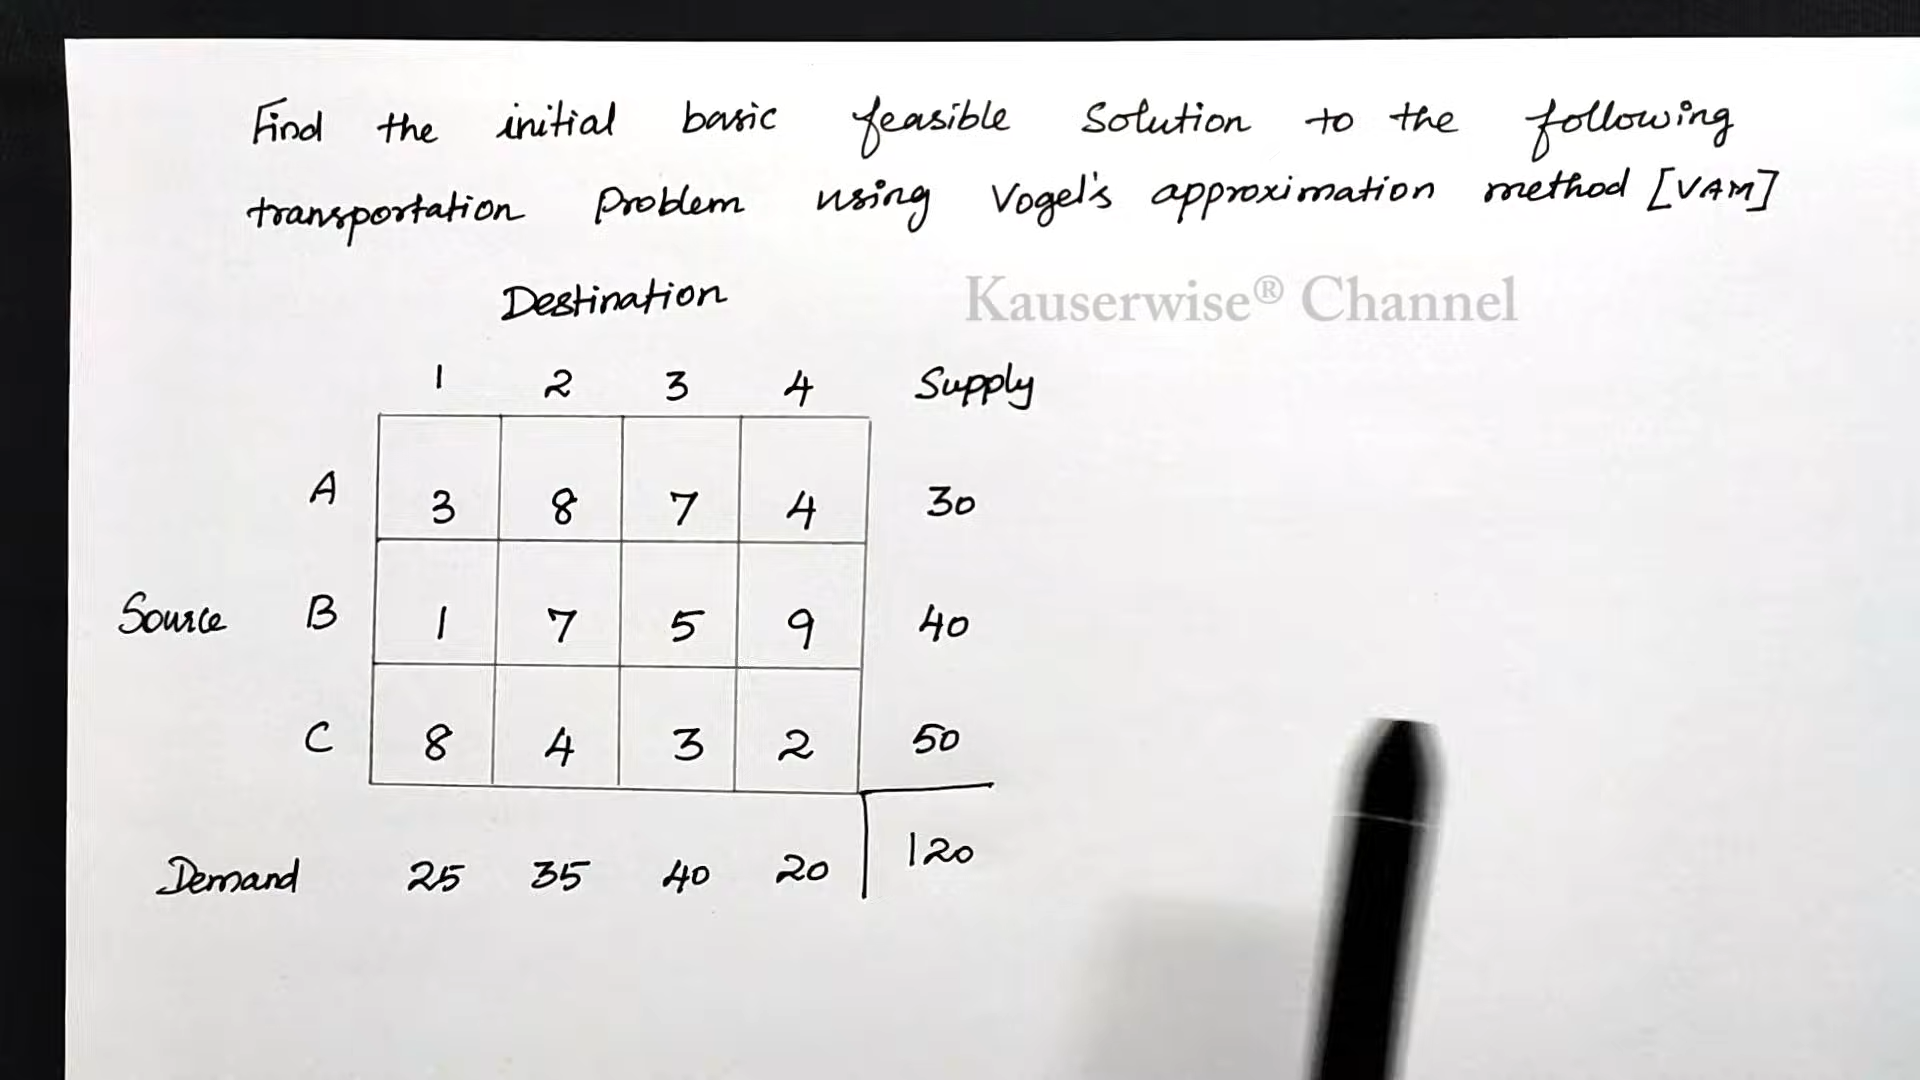 Find the initial basic feasible Solution to the following
transportation Problem using Vogel's approximation method [VAM]
Destination
Kauserwise® Channel
1 2 3 4 Supply
A 3 8 7 4 30
Source B 1 7 5 9 40
C 8 4 3 2 50
Demand 25 35 40 20 120